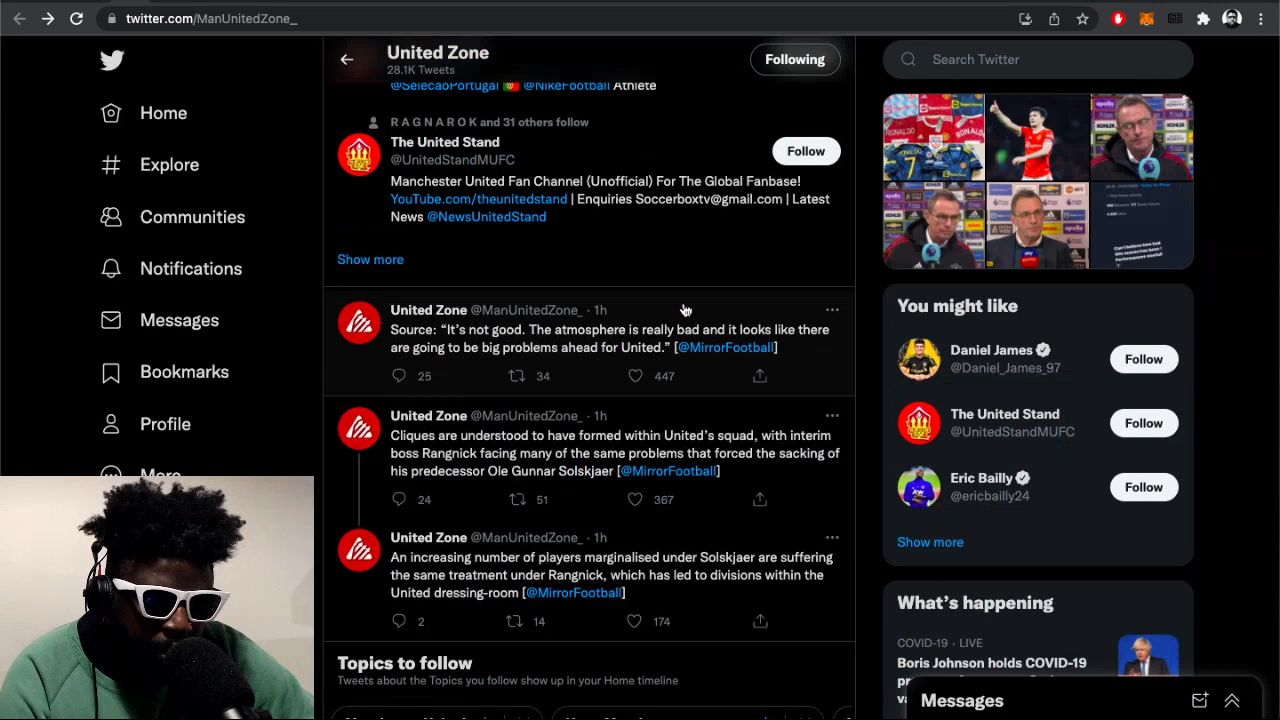 twitter.com/ManUnitedZone_
Home
Explore
Communities
Notifications
Messages
Bookmarks
Profile
More
United Zone
28.1K Tweets
Following
@SelecaoPortugal 🇵🇹 @NikeFootball Athlete
R A G N A R O K and 31 others follow
The United Stand
@UnitedStandMUFC
Follow
Manchester United Fan Channel (Unofficial) For The Global Fanbase!
YouTube.com/theunitedstand | Enquiries Soccerboxtv@gmail.com | Latest
News @NewsUnitedStand
Show more
United Zone @ManUnitedZone_ · 1h
Source: “It’s not good. The atmosphere is really bad and it looks like there
are going to be big problems ahead for United.” [@MirrorFootball]
25 34 447
United Zone @ManUnitedZone_ · 1h
Cliques are understood to have formed within United’s squad, with interim
boss Rangnick facing many of the same problems that forced the sacking of
his predecessor Ole Gunnar Solskjaer [@MirrorFootball]
24 51 367
United Zone @ManUnitedZone_ · 1h
An increasing number of players marginalised under Solskjaer are suffering
the same treatment under Rangnick, which has led to divisions within the
United dressing-room [@MirrorFootball]
2 14 174
Topics to follow
Tweets about the Topics you follow show up in your Home timeline
Search Twitter
RONALDO
7
Can't believe how bad
You might like
Daniel James
@Daniel_James_97
Follow
The United Stand
@UnitedStandMUFC
Follow
Eric Bailly
@ericbailly24
Follow
Show more
What’s happening
COVID-19 · LIVE
Boris Johnson holds COVID-19
Messages